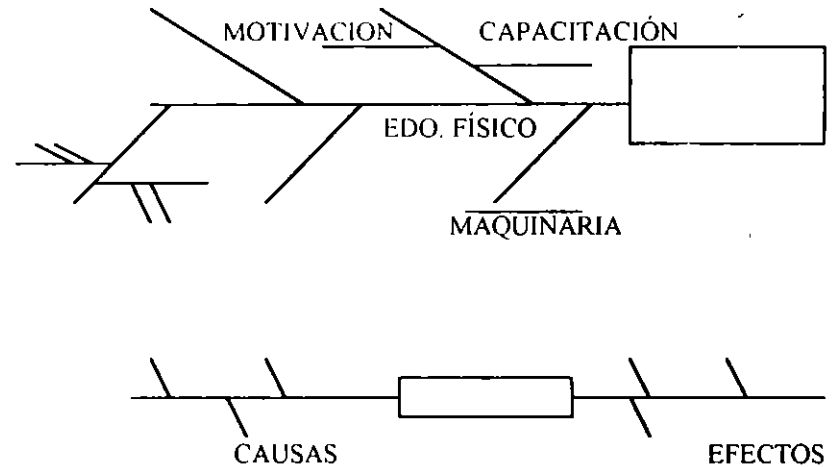 MOTIVACION CAPACITACIÓN
EDO. FÍSICO
MAQUINARIA
CAUSAS EFECTOS